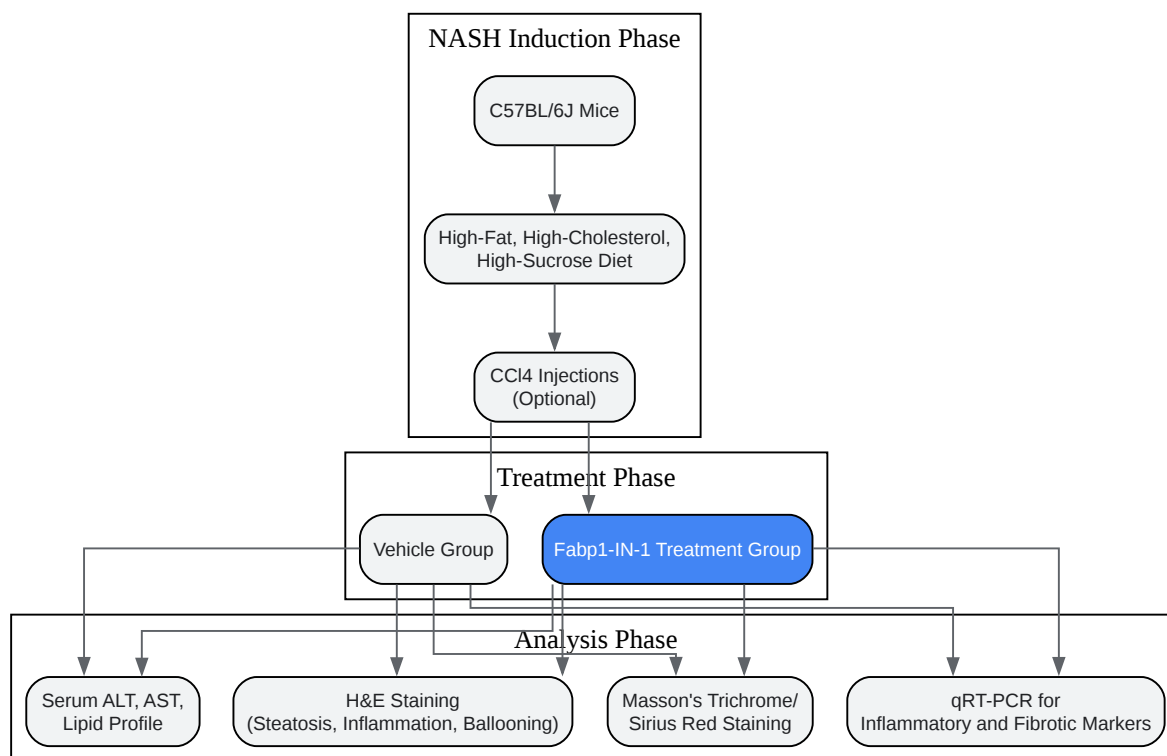 NASH Induction Phase
C57BL/6J Mice
High-Fat, High-Cholesterol,
High-Sucrose Diet
CCl4 Injections
(Optional)
Treatment Phase
Vehicle Group
Fabp1-IN-1 Treatment Group
Analysis Phase
Serum ALT, AST,
Lipid Profile
H&E Staining
(Steatosis, Inflammation, Ballooning)
Masson's Trichrome/
Sirius Red Staining
qRT-PCR for
Inflammatory and Fibrotic Markers